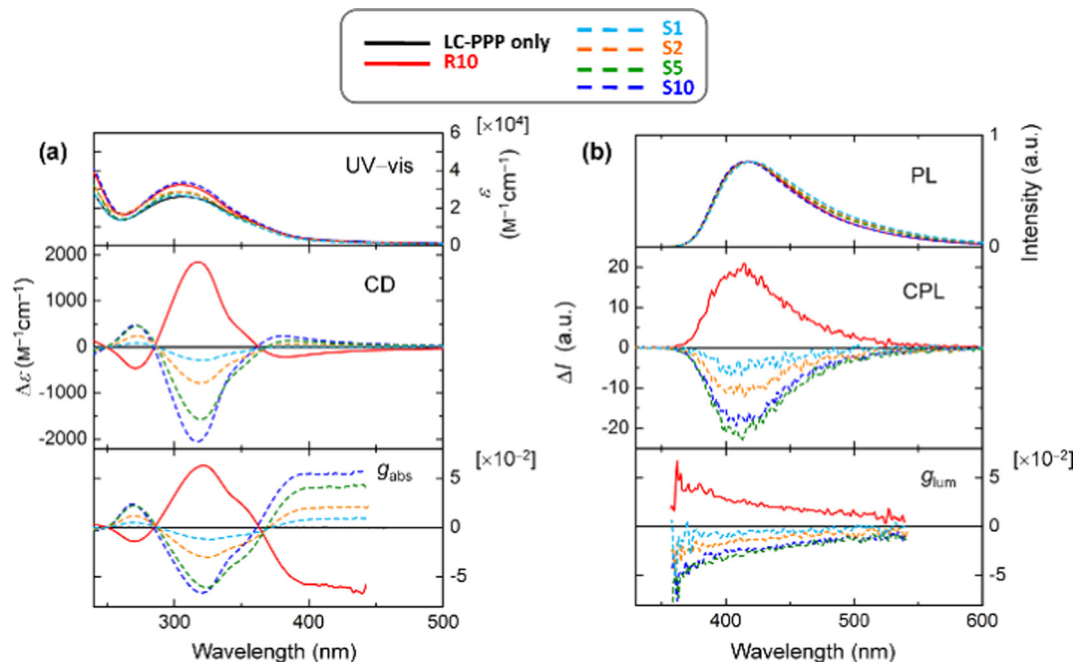 LC-PPP only
R10
S1
S2
S5
S10
(a)
UV–vis
[×10⁴]
6
4
2
0
ε
(M⁻¹cm⁻¹)
CD
2000
1000
0
-1000
-2000
Δε (M⁻¹cm⁻¹)
gabs
[×10⁻²]
5
0
-5
300
400
500
Wavelength (nm)
(b)
PL
1
0
Intensity (a.u.)
CPL
20
10
0
-10
-20
ΔI (a.u.)
glum
[×10⁻²]
5
0
-5
400
500
600
Wavelength (nm)